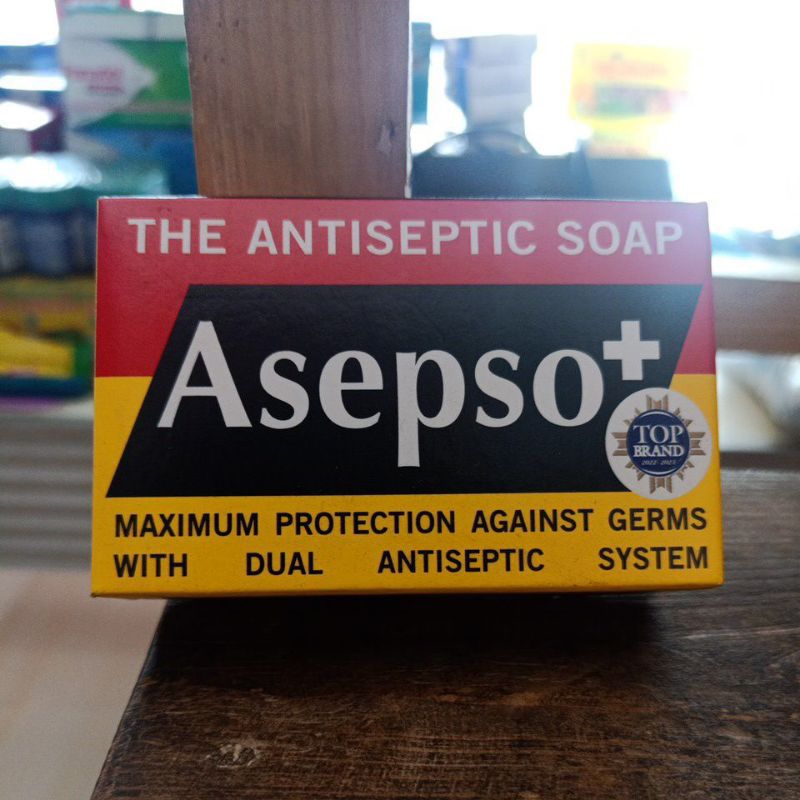 THE ANTISEPTIC SOAP
Asepso+
TOP
BRAND
MAXIMUM PROTECTION AGAINST GERMS
WITH DUAL ANTISEPTIC SYSTEM